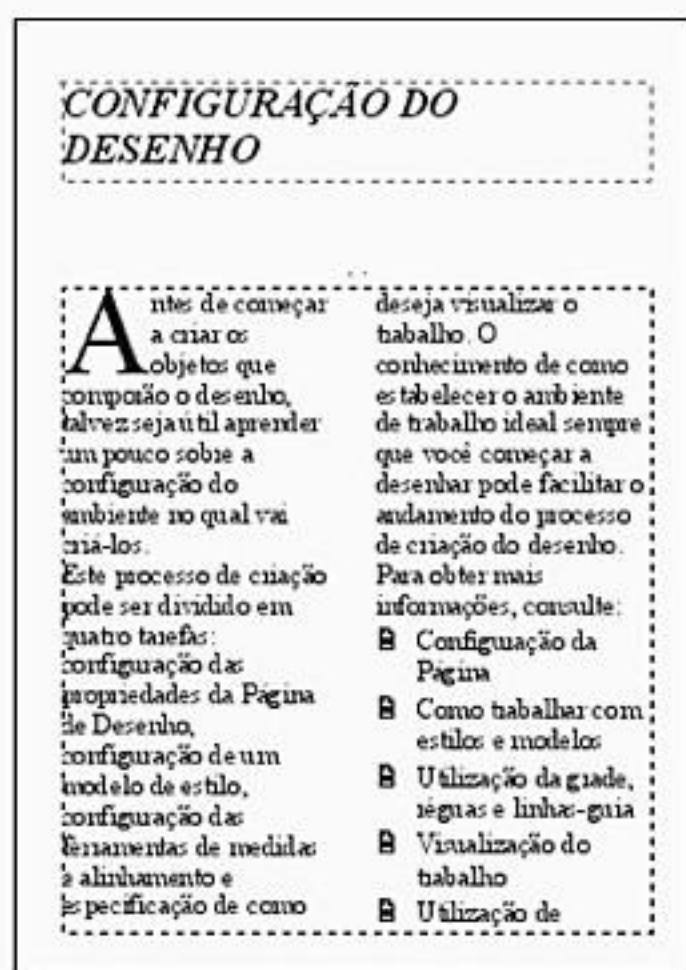 CONFIGURAÇÃO DO
DESENHO
Antes de começar
a criar os
objetos que
comporão o desenho,
talvez seja útil aprender
um pouco sobre a
configuração do
ambiente no qual vai
criá-los.
Este processo de criação
pode ser dividido em
quatro tarefas:
configuração das
propriedades da Página
de Desenho,
configuração de um
modelo de estilo,
configuração das
ferramentas de medidas
e alinhamento e
especificação de como
deseja visualizar o
trabalho. O
conhecimento de como
estabelecer o ambiente
de trabalho ideal sempre
que você começar a
desenhar pode facilitar o
andamento do processo
de criação do desenho.
Para obter mais
informações, consulte:
Configuração da
Página
Como trabalhar com
estilos e modelos
Utilização da grade,
réguas e linhas-guia
Visualização do
trabalho
Utilização de